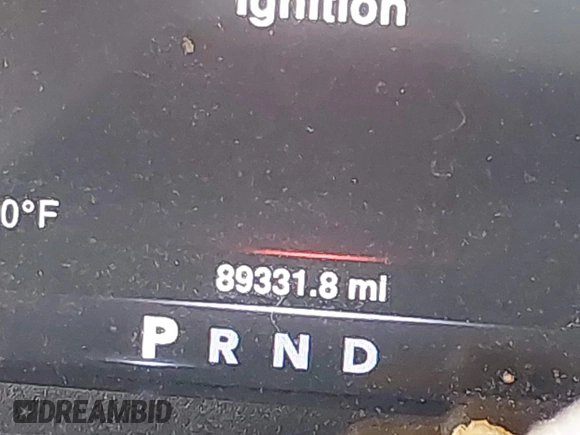 Ignition
0°F
89331.8 mi
P R N D
DREAMBID